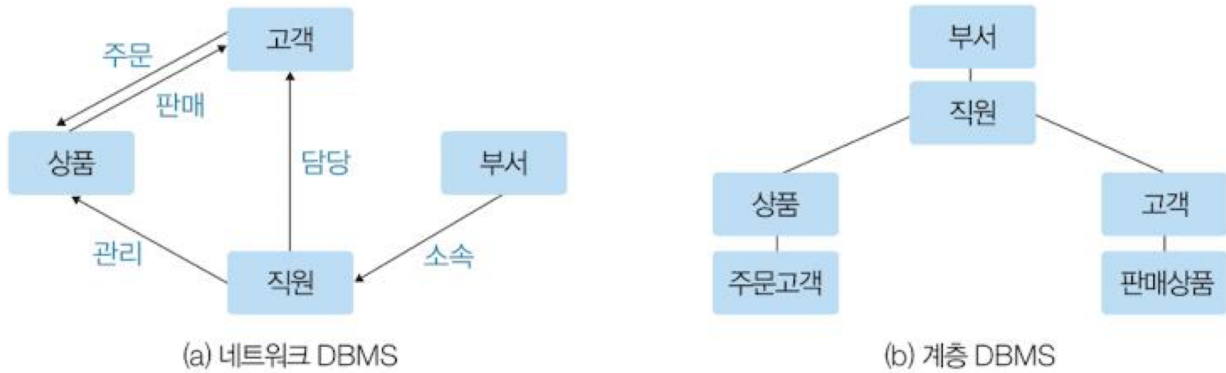 고객
주문
판매
상품
담당
부서
관리
직원
소속
(a) 네트워크 DBMS
부서
직원
상품
고객
주문고객
판매상품
(b) 계층 DBMS